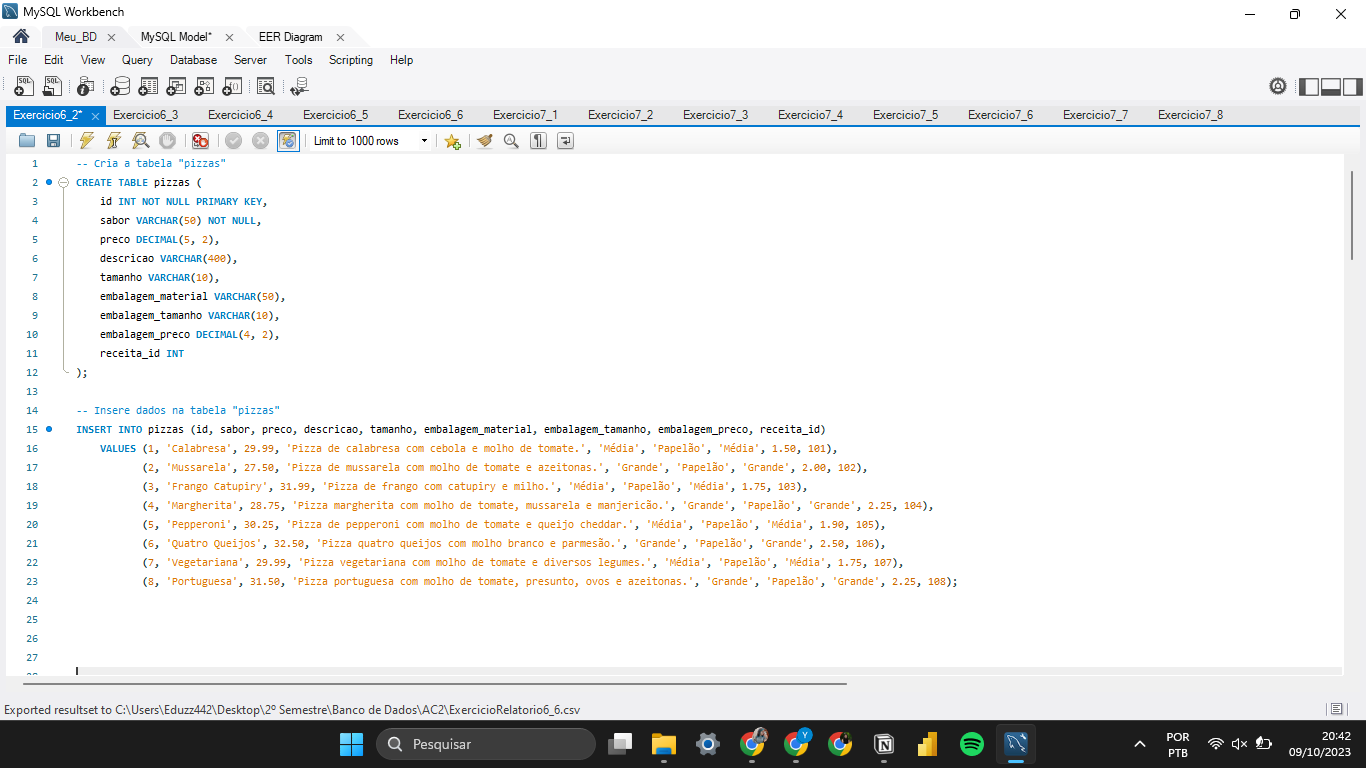 MySQL Workbench
Meu_BD
MySQL Model*
EER Diagram
File Edit View Query Database Server Tools Scripting Help
Exercicio6_2* Exercicio6_3 Exercicio6_4 Exercicio6_5 Exercicio6_6 Exercicio7_1 Exercicio7_2 Exercicio7_3 Exercicio7_4 Exercicio7_5 Exercicio7_6 Exercicio7_7 Exercicio7_8
Limit to 1000 rows
1 -- Cria a tabela "pizzas"
2 CREATE TABLE pizzas (
3 id INT NOT NULL PRIMARY KEY,
4 sabor VARCHAR(50) NOT NULL,
5 preco DECIMAL(5, 2),
6 descricao VARCHAR(400),
7 tamanho VARCHAR(10),
8 embalagem_material VARCHAR(50),
9 embalagem_tamanho VARCHAR(10),
10 embalagem_preco DECIMAL(4, 2),
11 receita_id INT
12 );
13
14 -- Insere dados na tabela "pizzas"
15 INSERT INTO pizzas (id, sabor, preco, descricao, tamanho, embalagem_material, embalagem_tamanho, embalagem_preco, receita_id)
16 VALUES (1, 'Calabresa', 29.99, 'Pizza de calabresa com cebola e molho de tomate.', 'Média', 'Papelão', 'Média', 1.50, 101),
17 (2, 'Mussarela', 27.50, 'Pizza de mussarela com molho de tomate e azeitonas.', 'Grande', 'Papelão', 'Grande', 2.00, 102),
18 (3, 'Frango Catupiry', 31.99, 'Pizza de frango com catupiry e milho.', 'Média', 'Papelão', 'Média', 1.75, 103),
19 (4, 'Margherita', 28.75, 'Pizza margherita com molho de tomate, mussarela e manjericão.', 'Grande', 'Papelão', 'Grande', 2.25, 104),
20 (5, 'Pepperoni', 30.25, 'Pizza de pepperoni com molho de tomate e queijo cheddar.', 'Média', 'Papelão', 'Média', 1.90, 105),
21 (6, 'Quatro Queijos', 32.50, 'Pizza quatro queijos com molho branco e parmesão.', 'Grande', 'Papelão', 'Grande', 2.50, 106),
22 (7, 'Vegetariana', 29.99, 'Pizza vegetariana com molho de tomate e diversos legumes.', 'Média', 'Papelão', 'Média', 1.75, 107),
23 (8, 'Portuguesa', 31.50, 'Pizza portuguesa com molho de tomate, presunto, ovos e azeitonas.', 'Grande', 'Papelão', 'Grande', 2.25, 108);
24
25
26
27
Exported resultset to C:\Users\Eduzz442\Desktop\2º Semestre\Banco de Dados\AC2\ExercicioRelatorio6_6.csv
Pesquisar
POR
PTB
20:42
09/10/2023